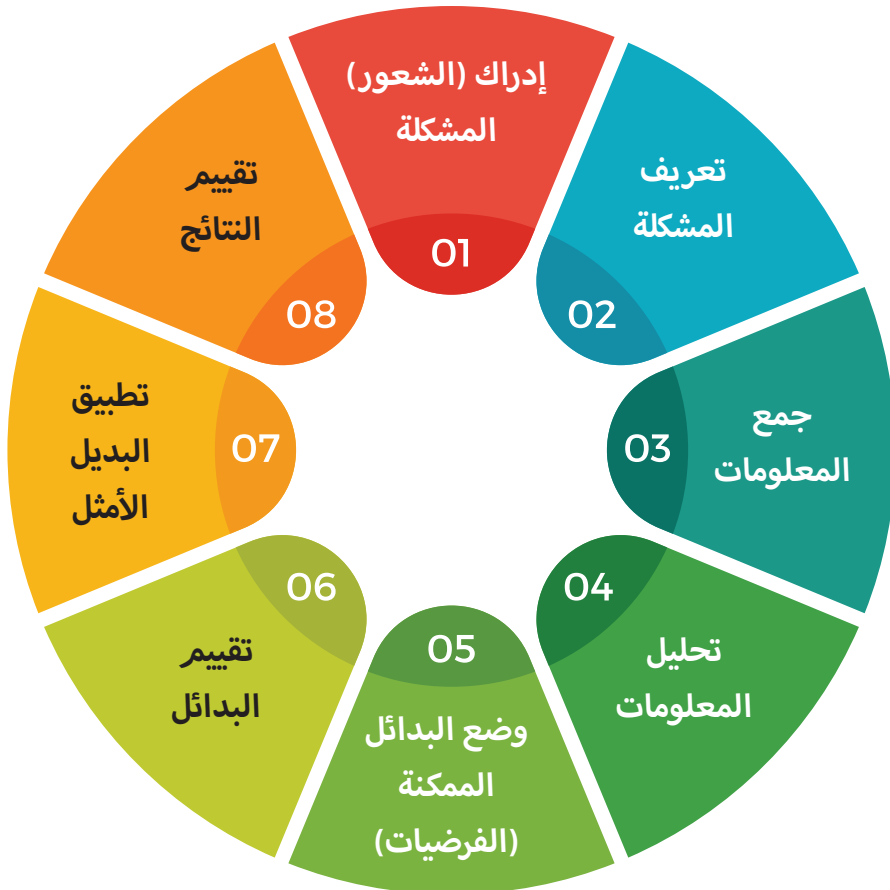 إدراك (الشعور)
المشكلة
01
تعريف
المشكلة
02
جمع
المعلومات
03
تحليل
المعلومات
04
وضع البدائل
الممكنة
(الفرضيات)
05
تقييم
البدائل
06
تطبيق
البديل
الأمثل
07
تقييم
النتائج
08